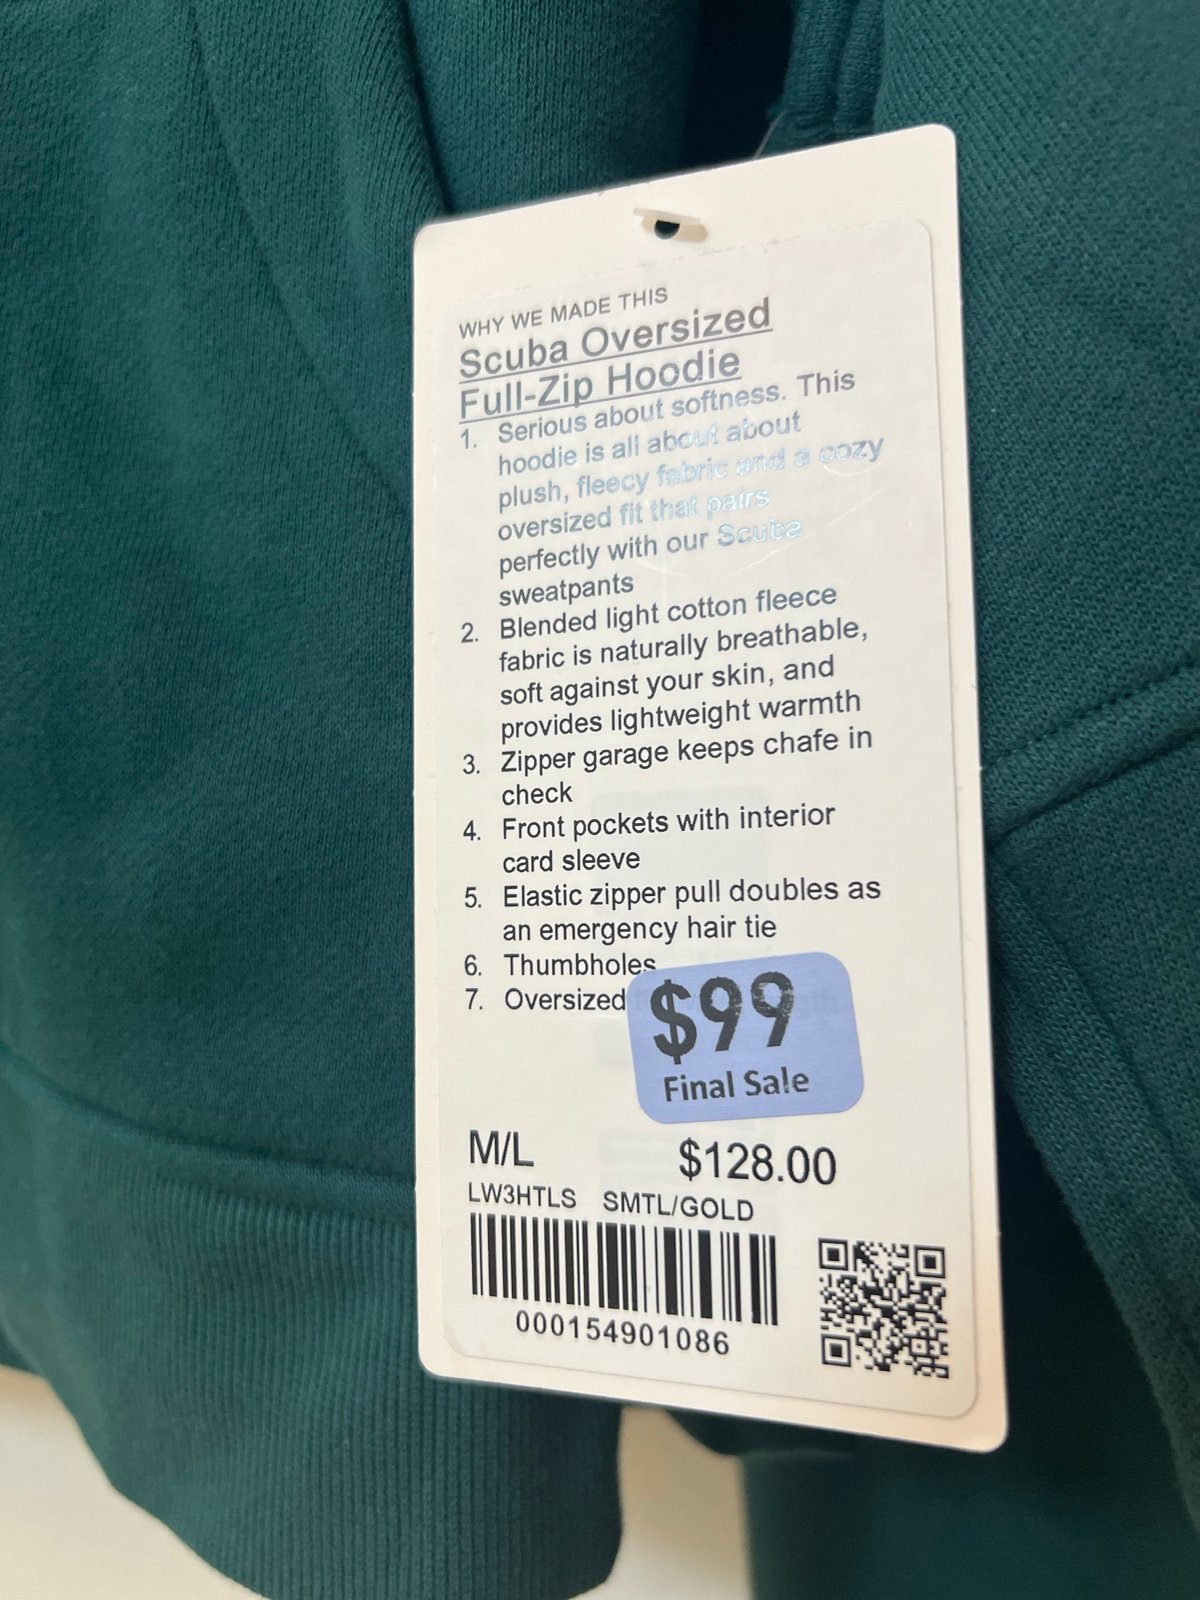 WHY WE MADE THIS
Scuba Oversized
Full-Zip Hoodie
1. Serious about softness. This
hoodie is all about about
plush, fleecy fabric and a cozy
oversized fit that pairs
perfectly with our Scuba
sweatpants
2. Blended light cotton fleece
fabric is naturally breathable,
soft against your skin, and
provides lightweight warmth
3. Zipper garage keeps chafe in
check
4. Front pockets with interior
card sleeve
5. Elastic zipper pull doubles as
an emergency hair tie
6. Thumbholes
7. Oversized
$99
Final Sale
M/L $128.00
LW3HTLS SMTL/GOLD
000154901086